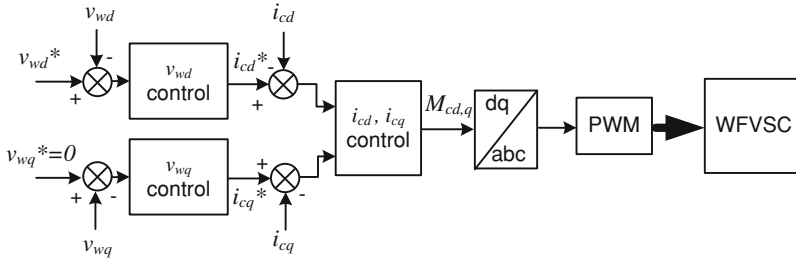 v_wd
i_cd
v_wd*
-
+
v_wd
control
i_cd*
-
+
i_cd, i_cq
control
M_cd,q
dq
abc
PWM
WFVSC
v_wq*=0
+
-
v_wq
control
+
i_cq*
-
v_wq
i_cq